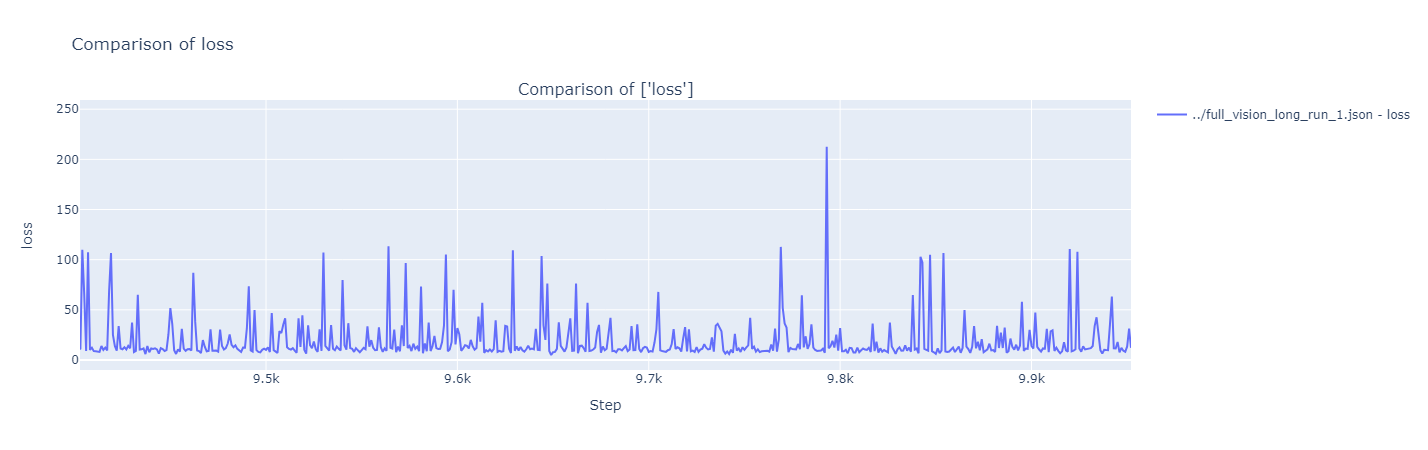 Comparison of loss
Comparison of ['loss']
../full_vision_long_run_1.json - loss
250
200
150
100
50
0
loss
9.5k
9.6k
9.7k
9.8k
9.9k
Step